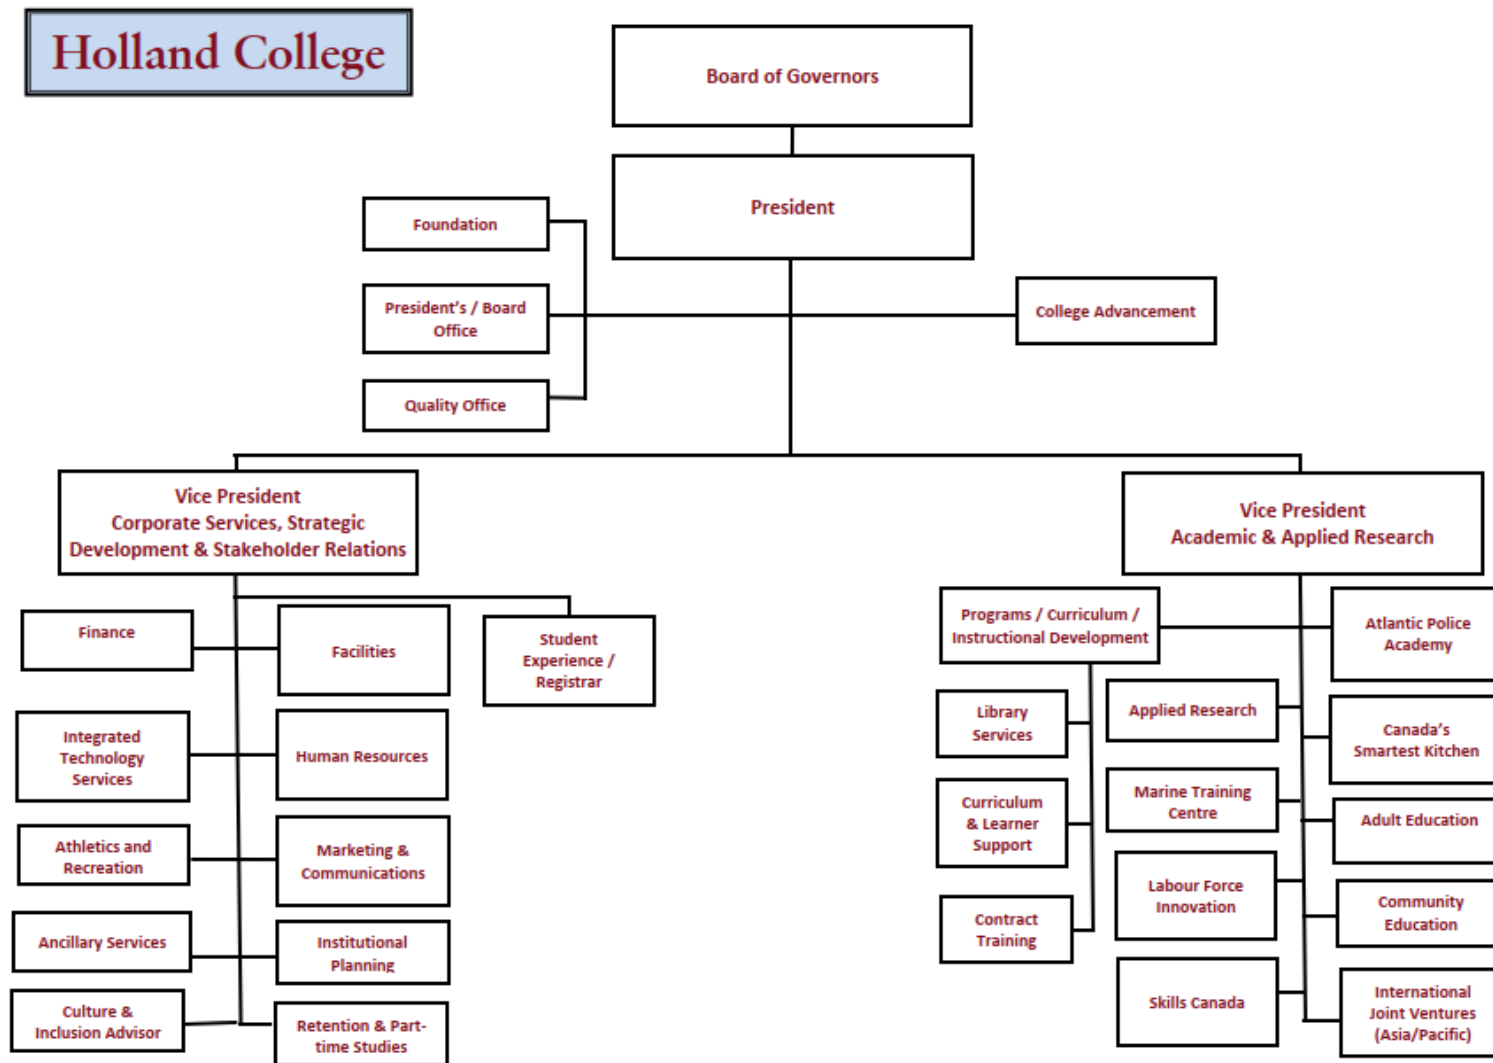 Holland College
Board of Governors
President
Foundation
President's / Board
Office
Quality Office
College Advancement
Vice President
Corporate Services, Strategic
Development & Stakeholder Relations
Vice President
Academic & Applied Research
Finance
Facilities
Student
Experience /
Registrar
Integrated
Technology
Services
Human Resources
Athletics and
Recreation
Marketing &
Communications
Ancillary Services
Institutional
Planning
Culture &
Inclusion Advisor
Retention & Part-
time Studies
Programs / Curriculum /
Instructional Development
Atlantic Police
Academy
Library
Services
Applied Research
Canada's
Smartest Kitchen
Curriculum
& Learner
Support
Marine Training
Centre
Adult Education
Contract
Training
Labour Force
Innovation
Community
Education
Skills Canada
International
Joint Ventures
(Asia/Pacific)